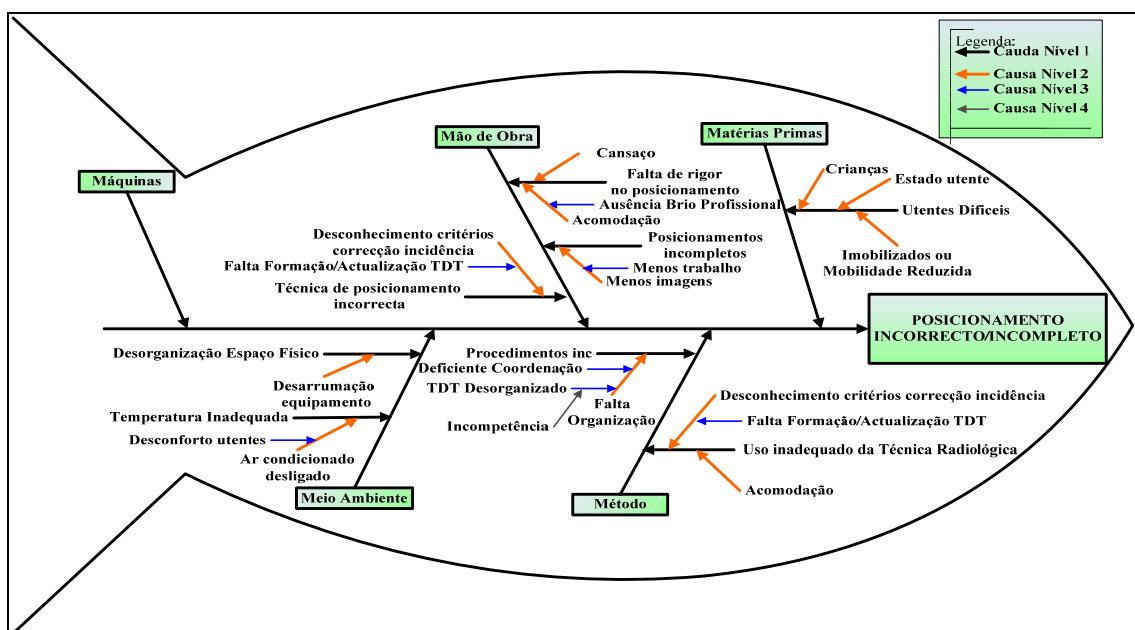 Legenda:
Cauda Nível 1
Causa Nível 2
Causa Nível 3
Causa Nível 4
Mão de Obra
Matérias Primas
Máquinas
Cansaço
Falta de rigor
no posicionamento
Ausência Brio Profissional
Acomodação
Crianças
Estado utente
Utentes Dificeis
Imobilizados ou
Mobilidade Reduzida
Desconhecimento critérios
correcção incidência
Falta Formação/Actualização TDT
Técnica de posicionamento
incorrecta
Posicionamentos
incompletos
Menos trabalho
Menos imagens
POSICIONAMENTO
INCORRECTO/INCOMPLETO
Desorganização Espaço Físico
Desarrumação
equipamento
Temperatura Inadequada
Desconforto utentes
Ar condicionado
desligado
Meio Ambiente
Procedimentos inc
Deficiente Coordenação
TDT Desorganizado
Incompetência
Falta
Organização
Método
Desconhecimento critérios correcção incidência
Falta Formação/Actualização TDT
Uso inadequado da Técnica Radiológica
Acomodação